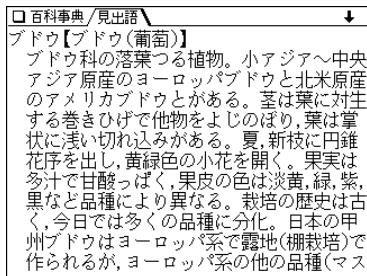 百科事典/見出語
ブドウ【ブドウ(葡萄)】
ブドウ科の落葉つる植物。小アジア〜中央
アジア原産のヨーロッパブドウと北米原産
のアメリカブドウとがある。茎は葉に対生
する巻きひげで他物をよじのぼり,葉は掌
状に浅い切れ込みがある。夏,新枝に円錐
花序を出し,黄緑色の小花を開く。果実は
多汁で甘酸っぱく,果皮の色は淡黄,緑,紫,
黒など品種により異なる。栽培の歴史は古
く,今日では多くの品種に分化。日本の甲
州ブドウはヨーロッパ系で露地(棚栽培)で
作られるが,ヨーロッパ系の他の品種(マス